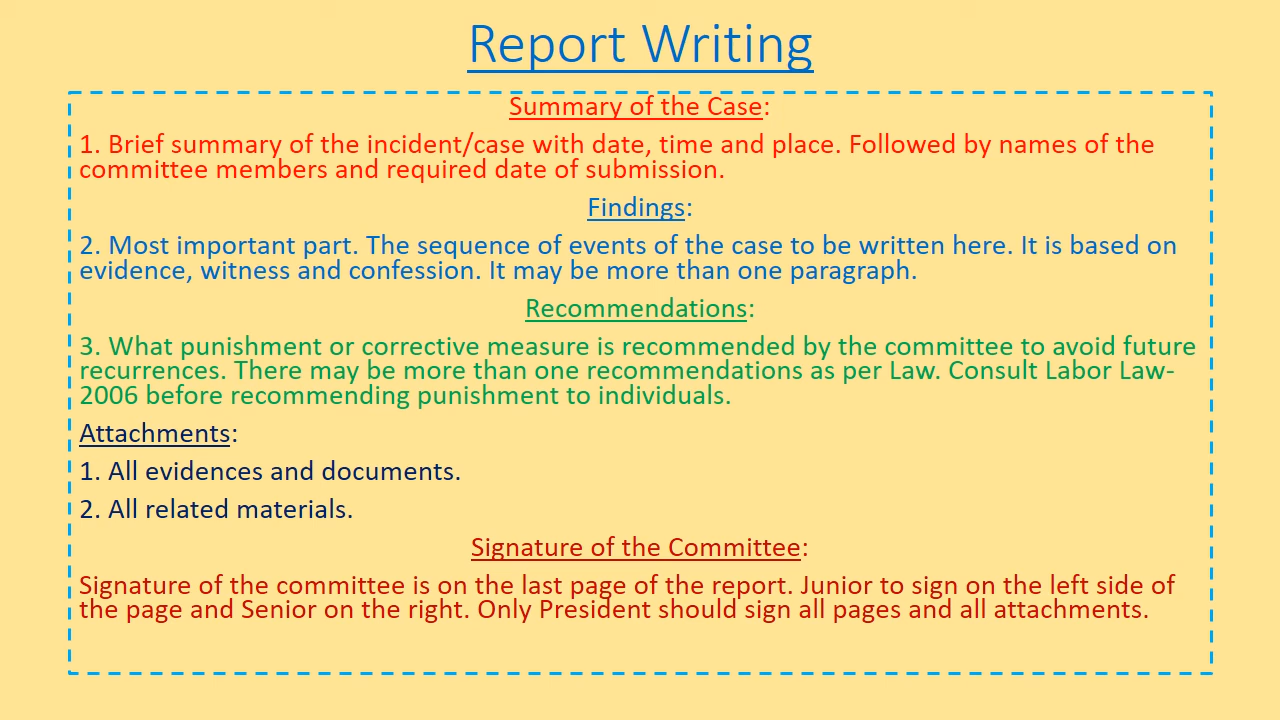 Report Writing
Summary of the Case:
1. Brief summary of the incident/case with date, time and place. Followed by names of the
committee members and required date of submission.
Findings:
2. Most important part. The sequence of events of the case to be written here. It is based on
evidence, witness and confession. It may be more than one paragraph.
Recommendations:
3. What punishment or corrective measure is recommended by the committee to avoid future
recurrences. There may be more than one recommendations as per Law. Consult Labor Law-
2006 before recommending punishment to individuals.
Attachments:
1. All evidences and documents.
2. All related materials.
Signature of the Committee:
Signature of the committee is on the last page of the report. Junior to sign on the left side of
the page and Senior on the right. Only President should sign all pages and all attachments.